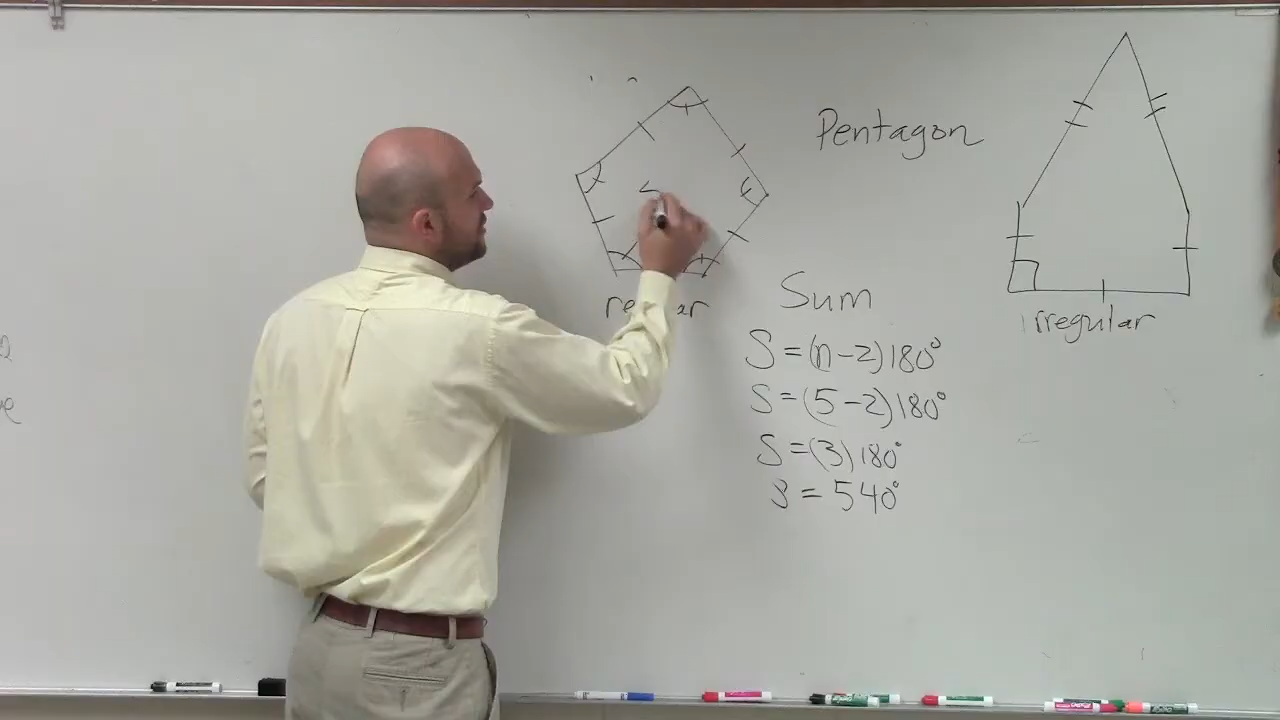 Pentagon
Sum
S = (n-2)180°
S = (5-2)180°
S = (3)180°
S = 540°
irregular